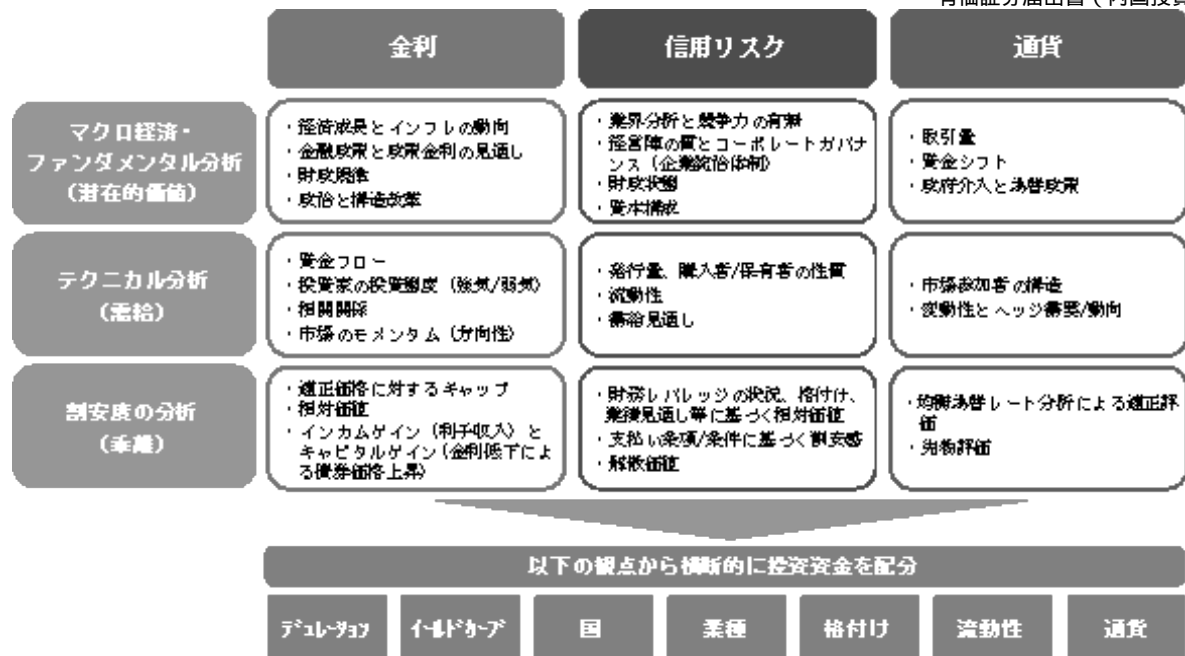 有価証券届出書(内国投資
金利
信用リスク
通貨
マクロ経済・
ファンダメンタル分析
(潜在的価値)
・経済成長とインフレの動向
・金融政策と政策金利の見通し
・財政規律
・政治と構造改革
・業界分析と競争力の有無
・経営陣の質とコーポレートガバナ
ンス(企業統治体制)
・財政状態
・資本構成
・取引量
・資金シフト
・政府介入と為替政策
テクニカル分析
(需給)
・資金フロー
・投資家の投資態度(強気/弱気)
・相関関係
・市場のモメンタム(方向性)
・発行量、購入者/保有者の性質
・流動性
・需給見通し
・市場参加者の構造
・変動性とヘッジ需要/動向
割安度の分析
(乖離)
・適正価格に対するギャップ
・相対価値
・インカムゲイン(利子収入)と
キャピタルゲイン(金利低下によ
る債券価格上昇)
・財務レバレッジの状況、格付け、
業績見通し等に基づく相対価値
・支払い条項/条件に基づく割安感
・解散価値
・均衡為替レート分析による適正評
価
・先物評価
以下の観点から横断的に投資資金を配分
デュレーション
イールドカーブ
国
業種
格付け
流動性
通貨